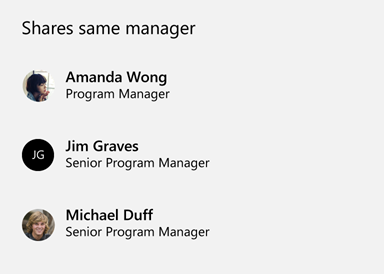 Shares same manager
Amanda Wong
Program Manager
JG
Jim Graves
Senior Program Manager
Michael Duff
Senior Program Manager